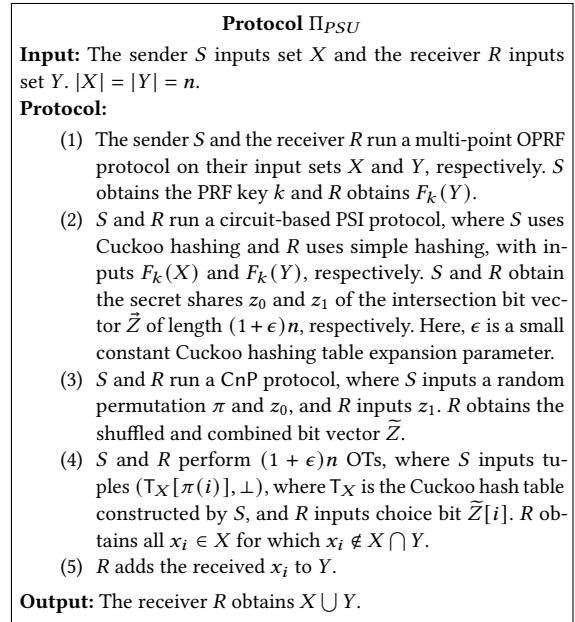 Protocol Π_PSU
Input: The sender S inputs set X and the receiver R inputs
set Y. |X| = |Y| = n.
Protocol:
(1) The sender S and the receiver R run a multi-point OPRF
protocol on their input sets X and Y, respectively. S
obtains the PRF key k and R obtains F_k(Y).
(2) S and R run a circuit-based PSI protocol, where S uses
Cuckoo hashing and R uses simple hashing, with in-
puts F_k(X) and F_k(Y), respectively. S and R obtain
the secret shares z_0 and z_1 of the intersection bit vec-
tor Z⃗ of length (1 + ϵ)n, respectively. Here, ϵ is a small
constant Cuckoo hashing table expansion parameter.
(3) S and R run a CnP protocol, where S inputs a random
permutation π and z_0, and R inputs z_1. R obtains the
shuffled and combined bit vector Z̃.
(4) S and R perform (1 + ϵ)n OTs, where S inputs tu-
ples (T_X[π(i)], ⊥), where T_X is the Cuckoo hash table
constructed by S, and R inputs choice bit Z̃[i]. R ob-
tains all x_i ∈ X for which x_i ∉ X ⋂ Y.
(5) R adds the received x_i to Y.
Output: The receiver R obtains X ⋃ Y.